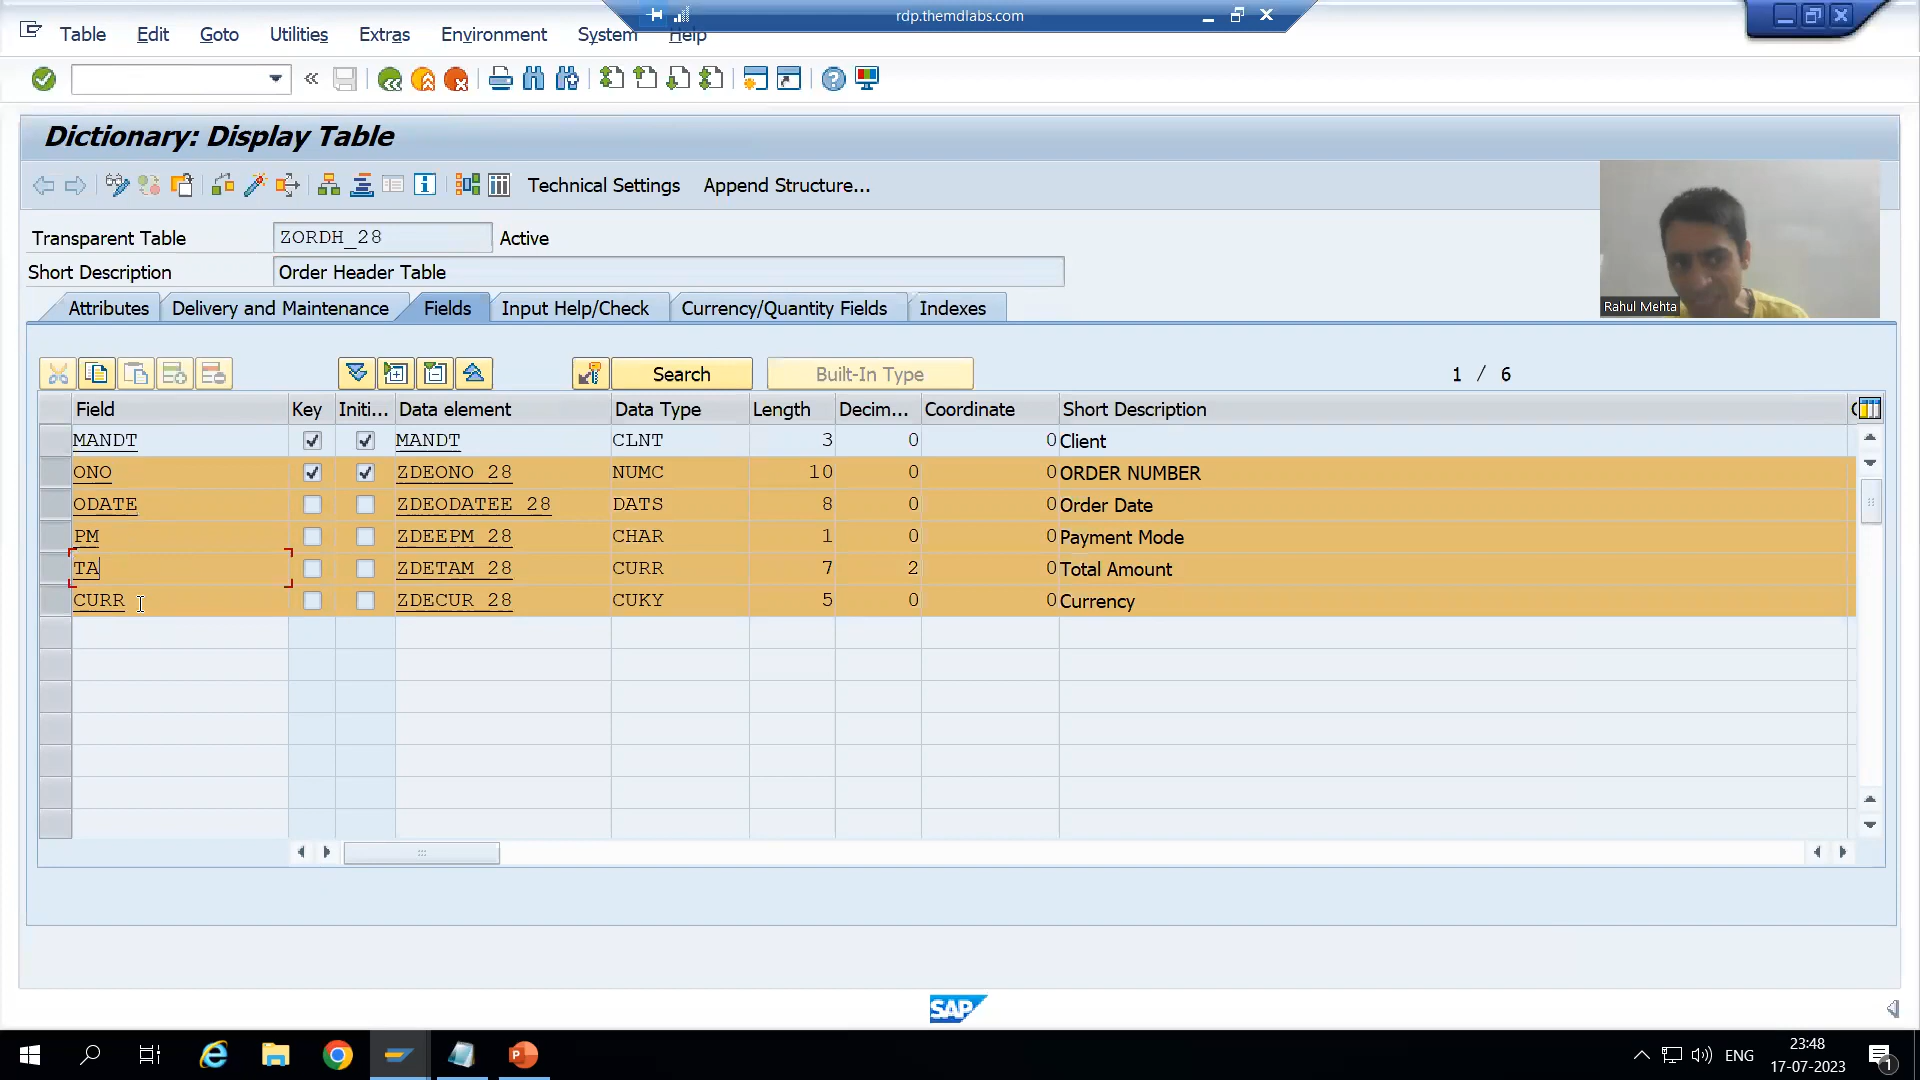 rdp.themdlabs.com
Table Edit Goto Utilities Extras Environment System Help
Dictionary: Display Table
Technical Settings Append Structure...
Transparent Table ZORDH_28 Active
Short Description Order Header Table
Rahul Mehta
Attributes Delivery and Maintenance Fields Input Help/Check Currency/Quantity Fields Indexes
Search Built-In Type 1 / 6
Field Key Initi... Data element Data Type Length Decim... Coordinate Short Description
MANDT MANDT CLNT 3 0 0 Client
ONO ZDEONO_28 NUMC 10 0 0 ORDER NUMBER
ODATE ZDEODATEE_28 DATS 8 0 0 Order Date
PM ZDEEPM_28 CHAR 1 0 0 Payment Mode
TA ZDETAM_28 CURR 7 2 0 Total Amount
CURR ZDECUR_28 CUKY 5 0 0 Currency
SAP
ENG 23:48
17-07-2023 1